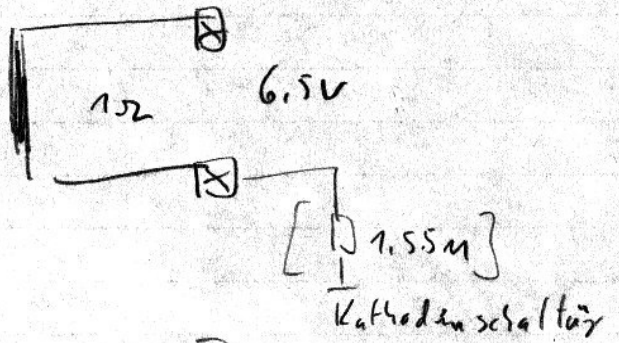 6,5V
1Ω
[ 1.55M ]
Kathodenschaltung